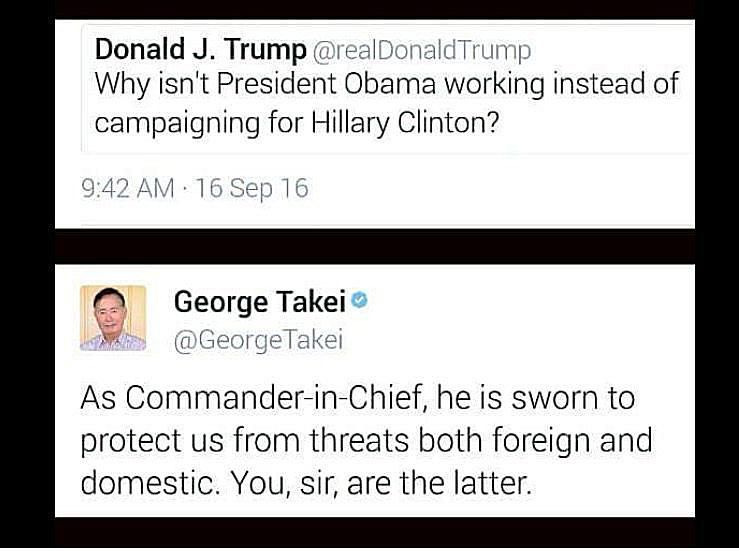 Donald J. Trump @realDonaldTrump
Why isn't President Obama working instead of
campaigning for Hillary Clinton?
9:42 AM · 16 Sep 16
George Takei
@GeorgeTakei
As Commander-in-Chief, he is sworn to
protect us from threats both foreign and
domestic. You, sir, are the latter.